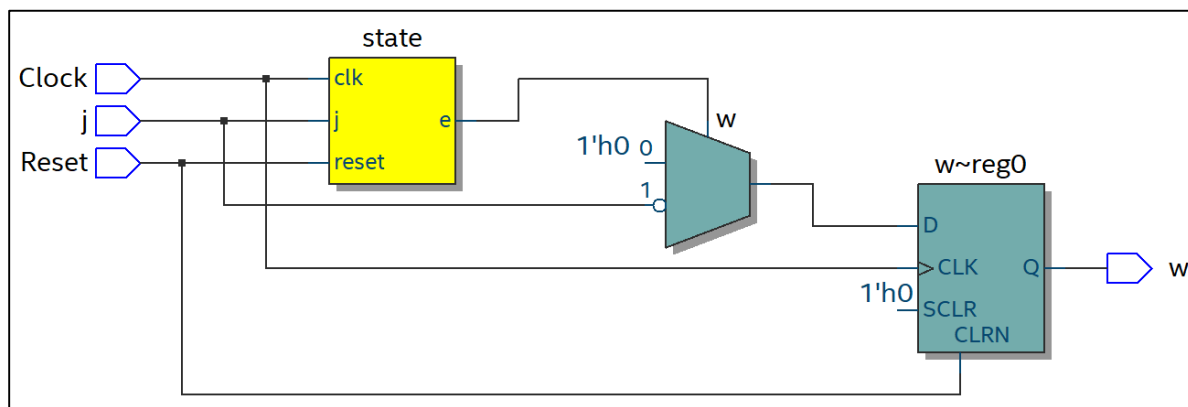 state
Clock
clk
j
j
e
Reset
reset
w
1'h0
0
1
w~reg0
D
CLK
Q
w
1'h0
SCLR
CLRN